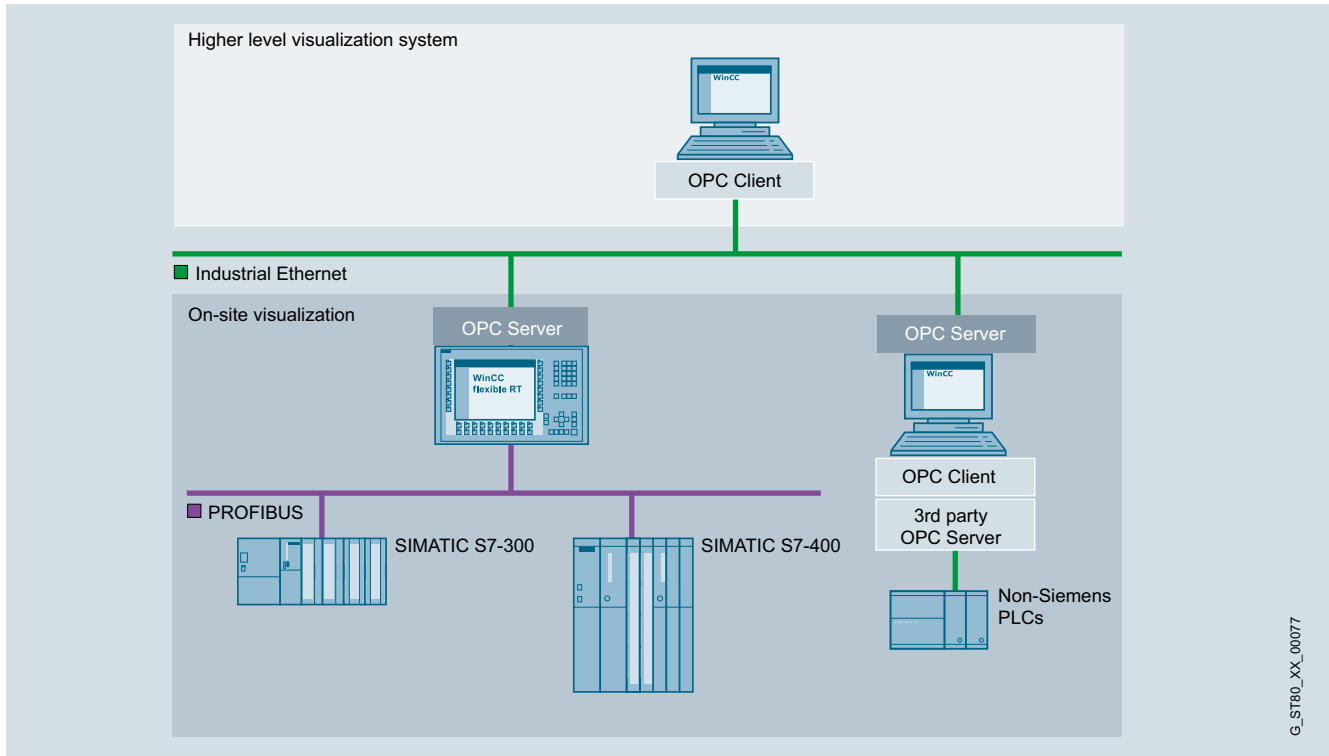 Higher level visualization system
WinCC
OPC Client
Industrial Ethernet
On-site visualization
OPC Server
OPC Server
WinCC
flexible RT
WinCC
OPC Client
PROFIBUS
3rd party
OPC Server
SIMATIC S7-300
SIMATIC S7-400
Non-Siemens
PLCs
G_ST80_XX_00077